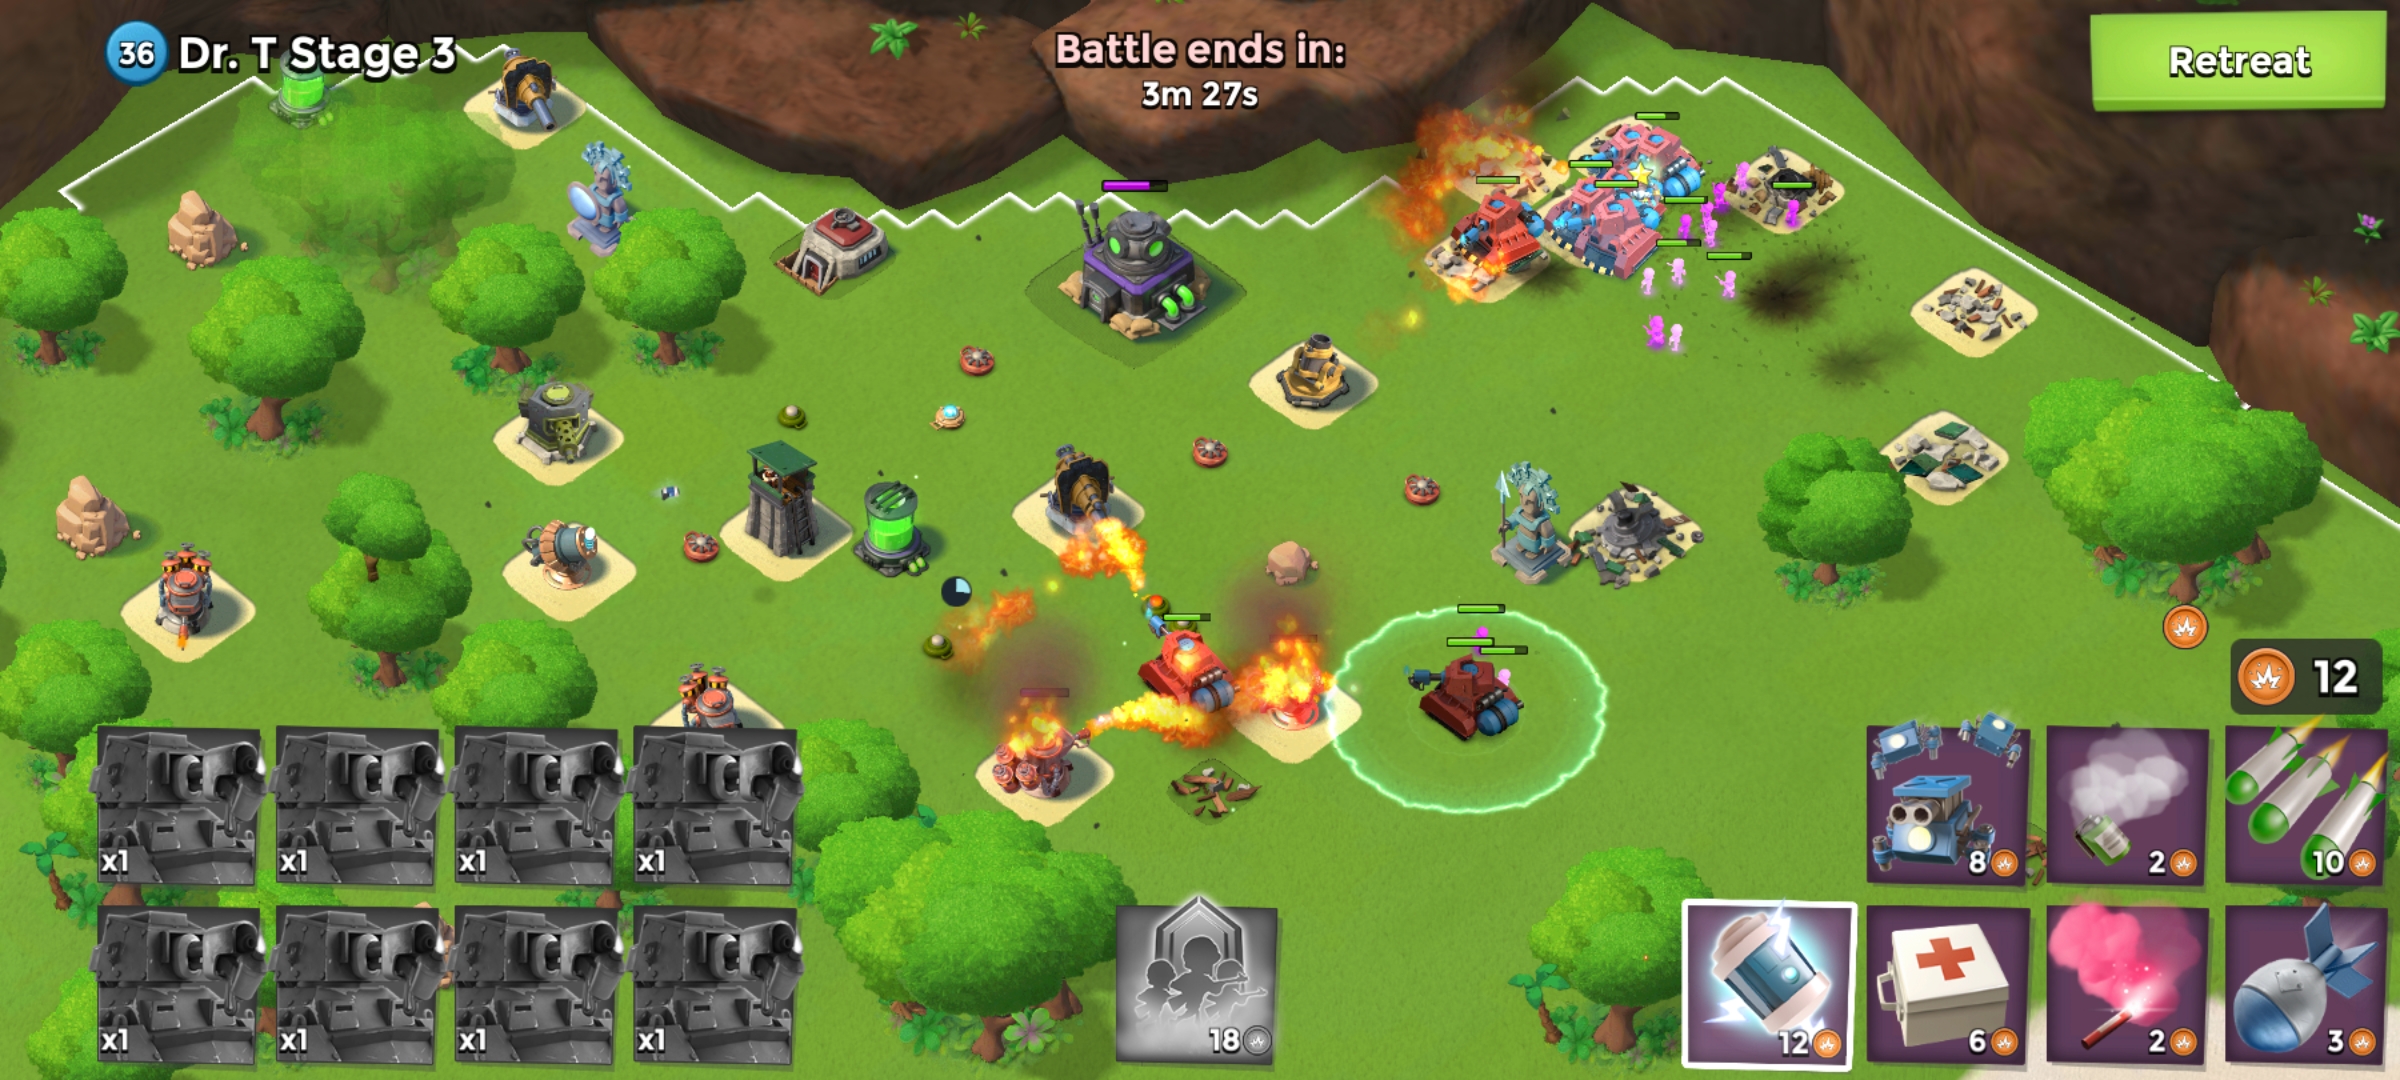 36 Dr. T Stage 3
Battle ends in:
3m 27s
Retreat
12
x1 x1 x1 x1
8 2 10
x1 x1 x1 x1
18
12 6 2 3